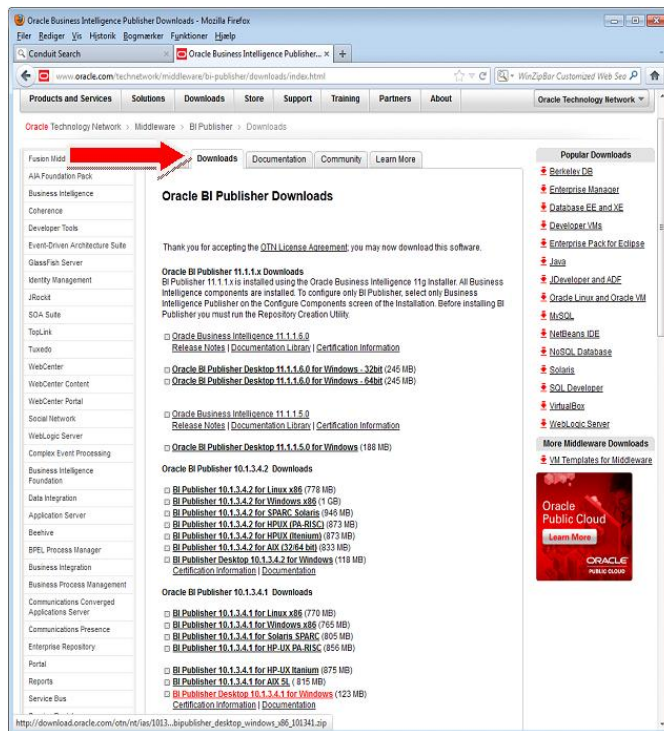 Oracle Business Intelligence Publisher Downloads - Mozilla Firefox
Filer Rediger Vis Historik Bogmærker Funktioner Hjælp
Conduit Search
Oracle Business Intelligence Publisher... × +
www.oracle.com/technetwork/middleware/bi-publisher/downloads/index.html
WinZipBar Customized Web Sea
Products and Services Solutions Downloads Store Support Training Partners About
Oracle Technology Network
Oracle Technology Network > Middleware > BI Publisher > Downloads
Fusion Midd
AIA Foundation Pack
Business Intelligence
Coherence
Developer Tools
Event-Driven Architecture Suite
GlassFish Server
Identity Management
JRockit
SOA Suite
TopLink
Tuxedo
WebCenter
WebCenter Content
WebCenter Portal
Social Network
WebLogic Server
Complex Event Processing
Business Intelligence
Foundation
Data Integration
Application Server
Beehive
BPEL Process Manager
Business Integration
Business Process Management
Communications Converged
Applications Server
Communications Presence
Enterprise Repository
Portal
Reports
Service Bus
Downloads Documentation Community Learn More
Oracle BI Publisher Downloads
Thank you for accepting the OTN License Agreement; you may now download this software.
Oracle BI Publisher 11.1.1.x Downloads
BI Publisher 11.1.1.x is installed using the Oracle Business Intelligence 11g Installer. All Business
Intelligence components are installed. To configure only BI Publisher, select only Business
Intelligence Publisher on the Configure Components screen of the Installation. Before installing BI
Publisher you must run the Repository Creation Utility.
Oracle Business Intelligence 11.1.1.6.0
Release Notes | Documentation Library | Certification Information
Oracle BI Publisher Desktop 11.1.1.6.0 for Windows - 32bit (245 MB)
Oracle BI Publisher Desktop 11.1.1.6.0 for Windows - 64bit (245 MB)
Oracle Business Intelligence 11.1.1.5.0
Release Notes | Documentation Library | Certification Information
Oracle BI Publisher Desktop 11.1.1.5.0 for Windows (188 MB)
Oracle BI Publisher 10.1.3.4.2 Downloads
BI Publisher 10.1.3.4.2 for Linux x86 (778 MB)
BI Publisher 10.1.3.4.2 for Windows x86 (1 GB)
BI Publisher 10.1.3.4.2 for SPARC Solaris (946 MB)
BI Publisher 10.1.3.4.2 for HPUX (PA-RISC) (873 MB)
BI Publisher 10.1.3.4.2 for HPUX (Itenium) (873 MB)
BI Publisher 10.1.3.4.2 for AIX (32/64 bit) (833 MB)
BI Publisher Desktop 10.1.3.4.2 for Windows (118 MB)
Certification Information | Documentation
Oracle BI Publisher 10.1.3.4.1 Downloads
BI Publisher 10.1.3.4.1 for Linux x86 (770 MB)
BI Publisher 10.1.3.4.1 for Windows x86 (765 MB)
BI Publisher 10.1.3.4.1 for Solaris SPARC (805 MB)
BI Publisher 10.1.3.4.1 for HP-UX PA-RISC (856 MB)
BI Publisher 10.1.3.4.1 for HP-UX Itanium (875 MB)
BI Publisher 10.1.3.4.1 for AIX 5L ( 815 MB)
BI Publisher Desktop 10.1.3.4.1 for Windows (123 MB)
Certification Information | Documentation
Popular Downloads
Berkeley DB
Enterprise Manager
Database EE and XE
Developer VMs
Enterprise Pack for Eclipse
Java
JDeveloper and ADF
Oracle Linux and Oracle VM
MySQL
NetBeans IDE
NoSQL Database
Solaris
SQL Developer
VirtualBox
WebLogic Server
More Middleware Downloads
VM Templates for Middleware
Oracle
Public Cloud
Learn More
ORACLE
PUBLIC CLOUD
http://download.oracle.com/otn/nt/ias/1013...bipublisher_desktop_windows_x86_101341.zip